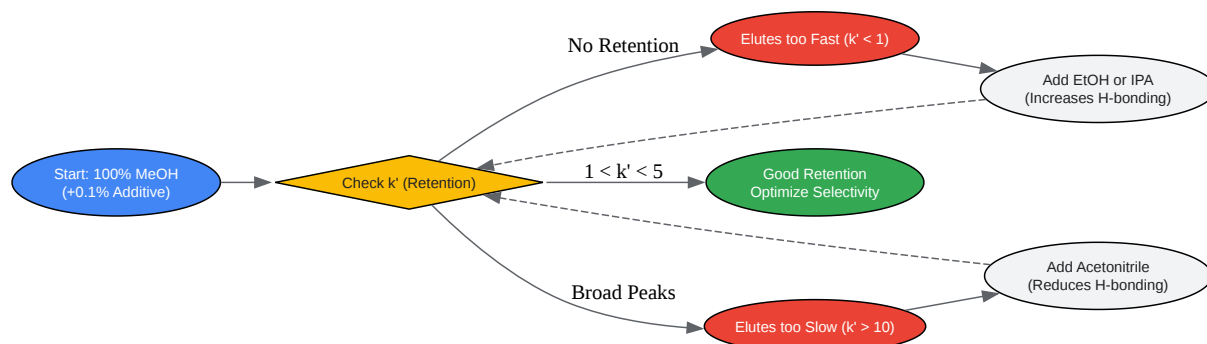 No Retention
Elutes too Fast (k' < 1)
Add EtOH or IPA
(Increases H-bonding)
Start: 100% MeOH
(+0.1% Additive)
Check k' (Retention)
1 < k' < 5
Good Retention
Optimize Selectivity
Broad Peaks
Elutes too Slow (k' > 10)
Add Acetonitrile
(Reduces H-bonding)